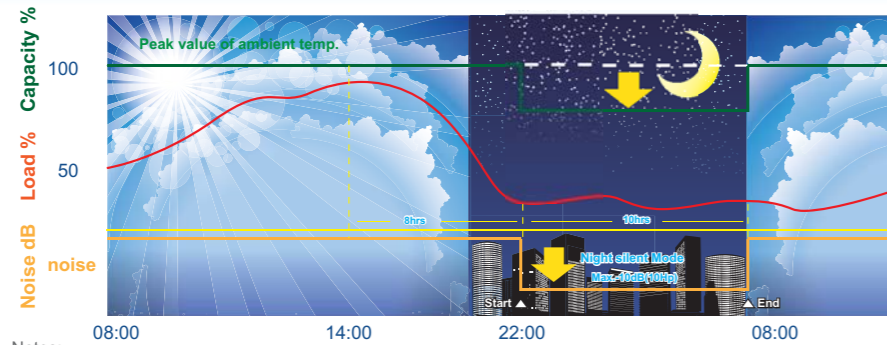 Capacity %
Load %
Noise dB
Peak value of ambient temp.
100
50
noise
8hrs
10hrs
Night silent Mode
Max.-10dB(10Hp)
Start
End
08:00
14:00
22:00
08:00